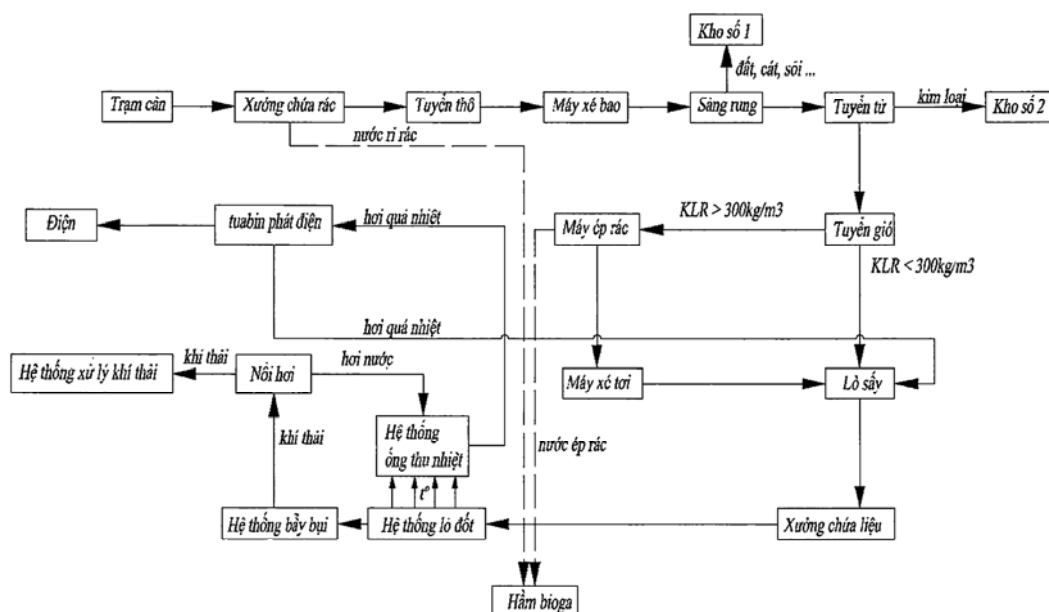 Kho số 1
đất, cát, sỏi ...
Trạm cân
Xưởng chứa rác
Tuyển thô
Máy xé bao
Sàng rung
Tuyển từ
kim loại
Kho số 2
nước rỉ rác
Điện
tuabin phát điện
hơi quá nhiệt
Máy ép rác
KLR > 300kg/m3
Tuyển gió
KLR < 300kg/m3
hơi quá nhiệt
Hệ thống xử lý khí thải
khí thải
Nồi hơi
hơi nước
Máy xé tơi
Lò sấy
khí thải
Hệ thống
ống thu nhiệt
nước ép rác
t°
Hệ thống bẫy bụi
Hệ thống lò đốt
Xưởng chứa liệu
Hầm bioga